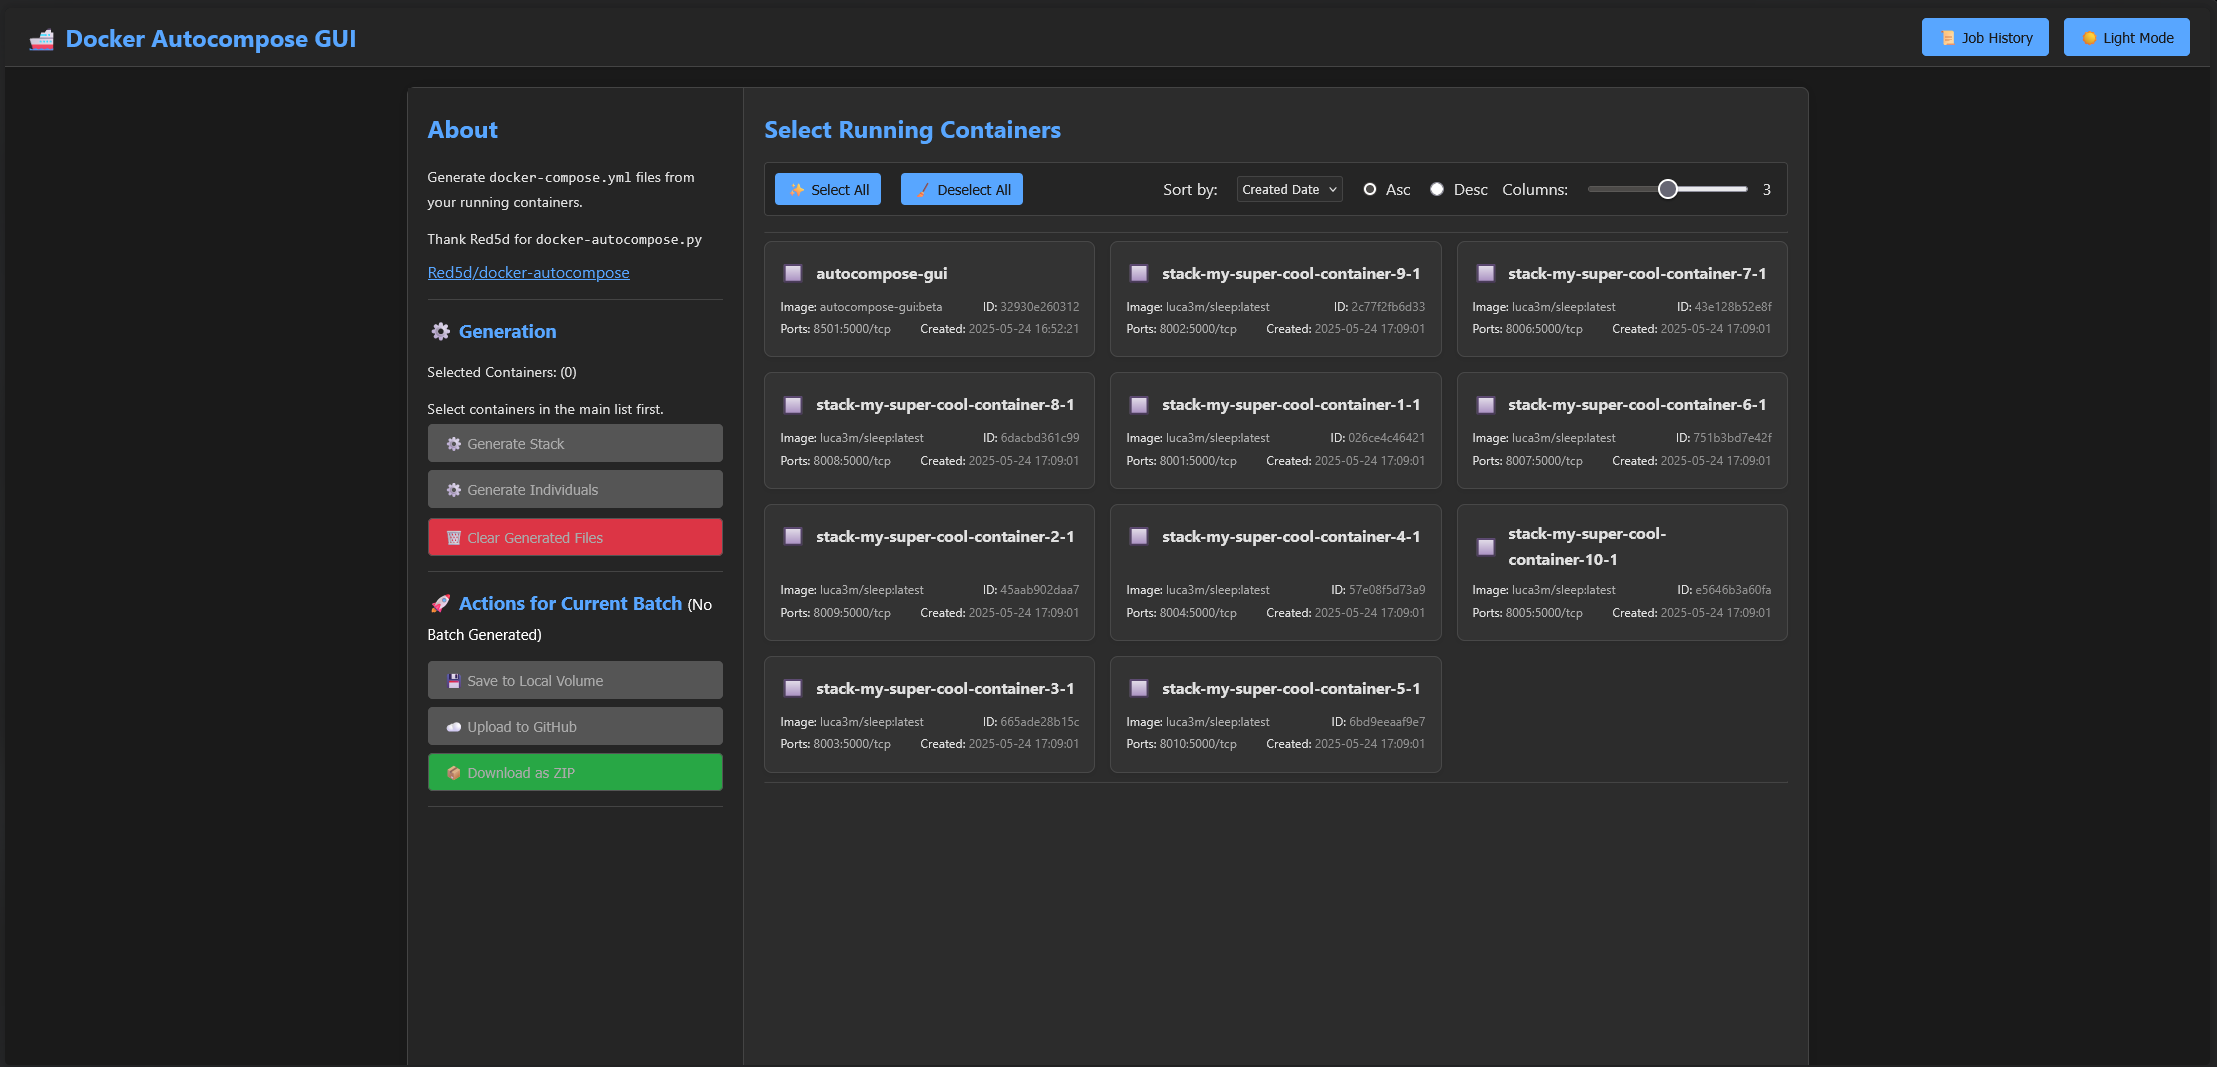 Docker Autocompose GUI
Job History
Light Mode
About
Generate docker-compose.yml files from
your running containers.
Thank Red5d for docker-autocompose.py
Red5d/docker-autocompose
Generation
Selected Containers: (0)
Select containers in the main list first.
Generate Stack
Generate Individuals
Clear Generated Files
Actions for Current Batch (No
Batch Generated)
Save to Local Volume
Upload to GitHub
Download as ZIP
Select Running Containers
Select All
Deselect All
Sort by:
Created Date
Asc
Desc
Columns:
3
autocompose-gui
Image: autocompose-gui:beta
ID: 32930e260312
Ports: 8501:5000/tcp
Created: 2025-05-24 16:52:21
stack-my-super-cool-container-9-1
Image: luca3m/sleep:latest
ID: 2c77f2fb6d33
Ports: 8002:5000/tcp
Created: 2025-05-24 17:09:01
stack-my-super-cool-container-7-1
Image: luca3m/sleep:latest
ID: 43e128b52e8f
Ports: 8006:5000/tcp
Created: 2025-05-24 17:09:01
stack-my-super-cool-container-8-1
Image: luca3m/sleep:latest
ID: 6dacbd361c99
Ports: 8008:5000/tcp
Created: 2025-05-24 17:09:01
stack-my-super-cool-container-1-1
Image: luca3m/sleep:latest
ID: 026ce4c46421
Ports: 8001:5000/tcp
Created: 2025-05-24 17:09:01
stack-my-super-cool-container-6-1
Image: luca3m/sleep:latest
ID: 751b3bd7e42f
Ports: 8007:5000/tcp
Created: 2025-05-24 17:09:01
stack-my-super-cool-container-2-1
Image: luca3m/sleep:latest
ID: 45aab902daa7
Ports: 8009:5000/tcp
Created: 2025-05-24 17:09:01
stack-my-super-cool-container-4-1
Image: luca3m/sleep:latest
ID: 57e08f5d73a9
Ports: 8004:5000/tcp
Created: 2025-05-24 17:09:01
stack-my-super-cool-
container-10-1
Image: luca3m/sleep:latest
ID: e5646b3a60fa
Ports: 8005:5000/tcp
Created: 2025-05-24 17:09:01
stack-my-super-cool-container-3-1
Image: luca3m/sleep:latest
ID: 665ade28b15c
Ports: 8003:5000/tcp
Created: 2025-05-24 17:09:01
stack-my-super-cool-container-5-1
Image: luca3m/sleep:latest
ID: 6bd9eeaaf9e7
Ports: 8010:5000/tcp
Created: 2025-05-24 17:09:01